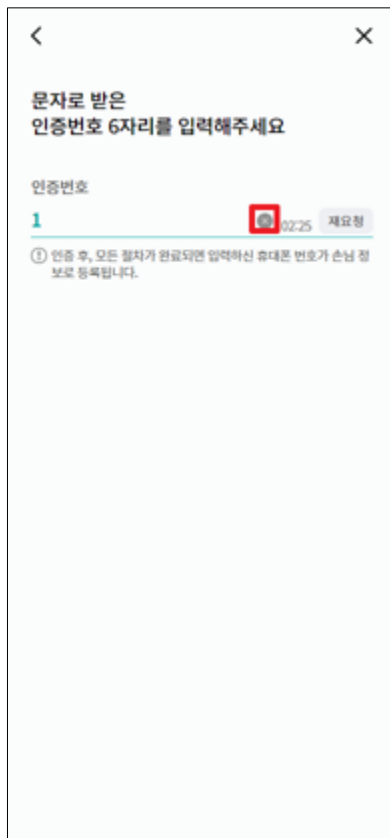 문자로 받은
인증번호 6자리를 입력해주세요
인증번호
1 02:25 재요청
인증 후, 모든 절차가 완료되면 입력하신 휴대폰 번호가 손님 정
보로 등록됩니다.